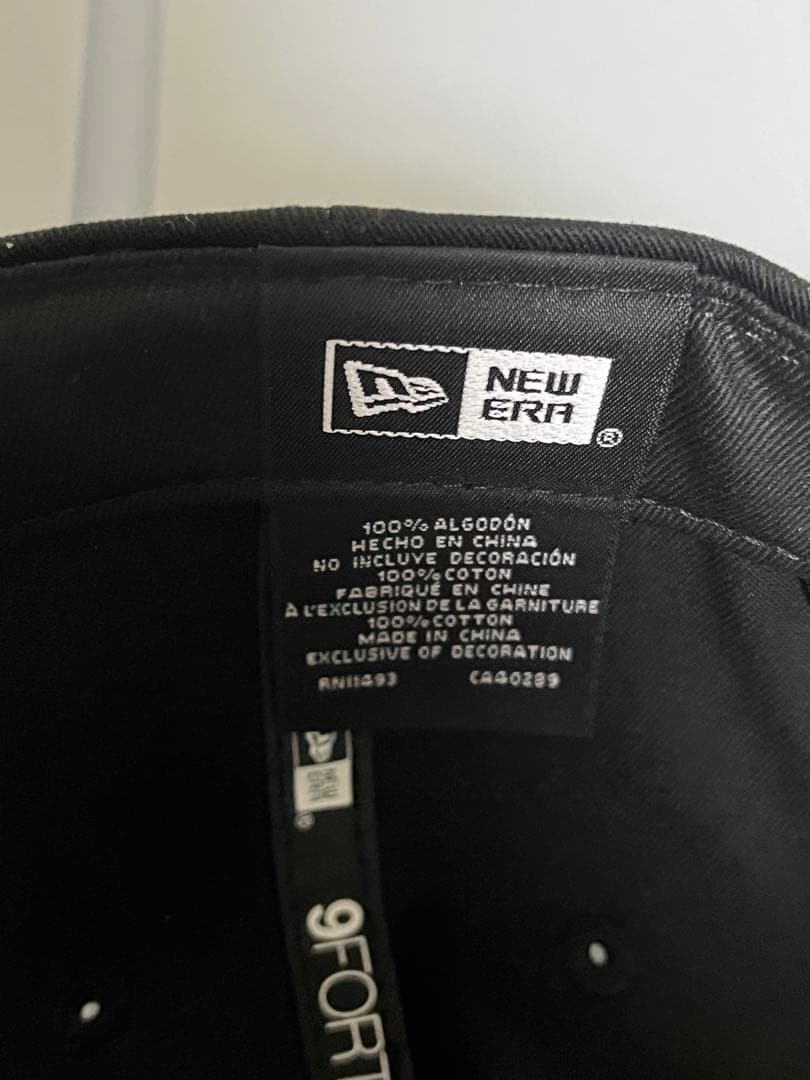 NEW
ERA
®
100% ALGODÓN
HECHO EN CHINA
NO INCLUYE DECORACIÓN
100% COTON
FABRIQUÉ EN CHINE
À L'EXCLUSION DE LA GARNITURE
100% COTTON
MADE IN CHINA
EXCLUSIVE OF DECORATION
RN11493 CA40289
NEW
ERA
®
9FORT